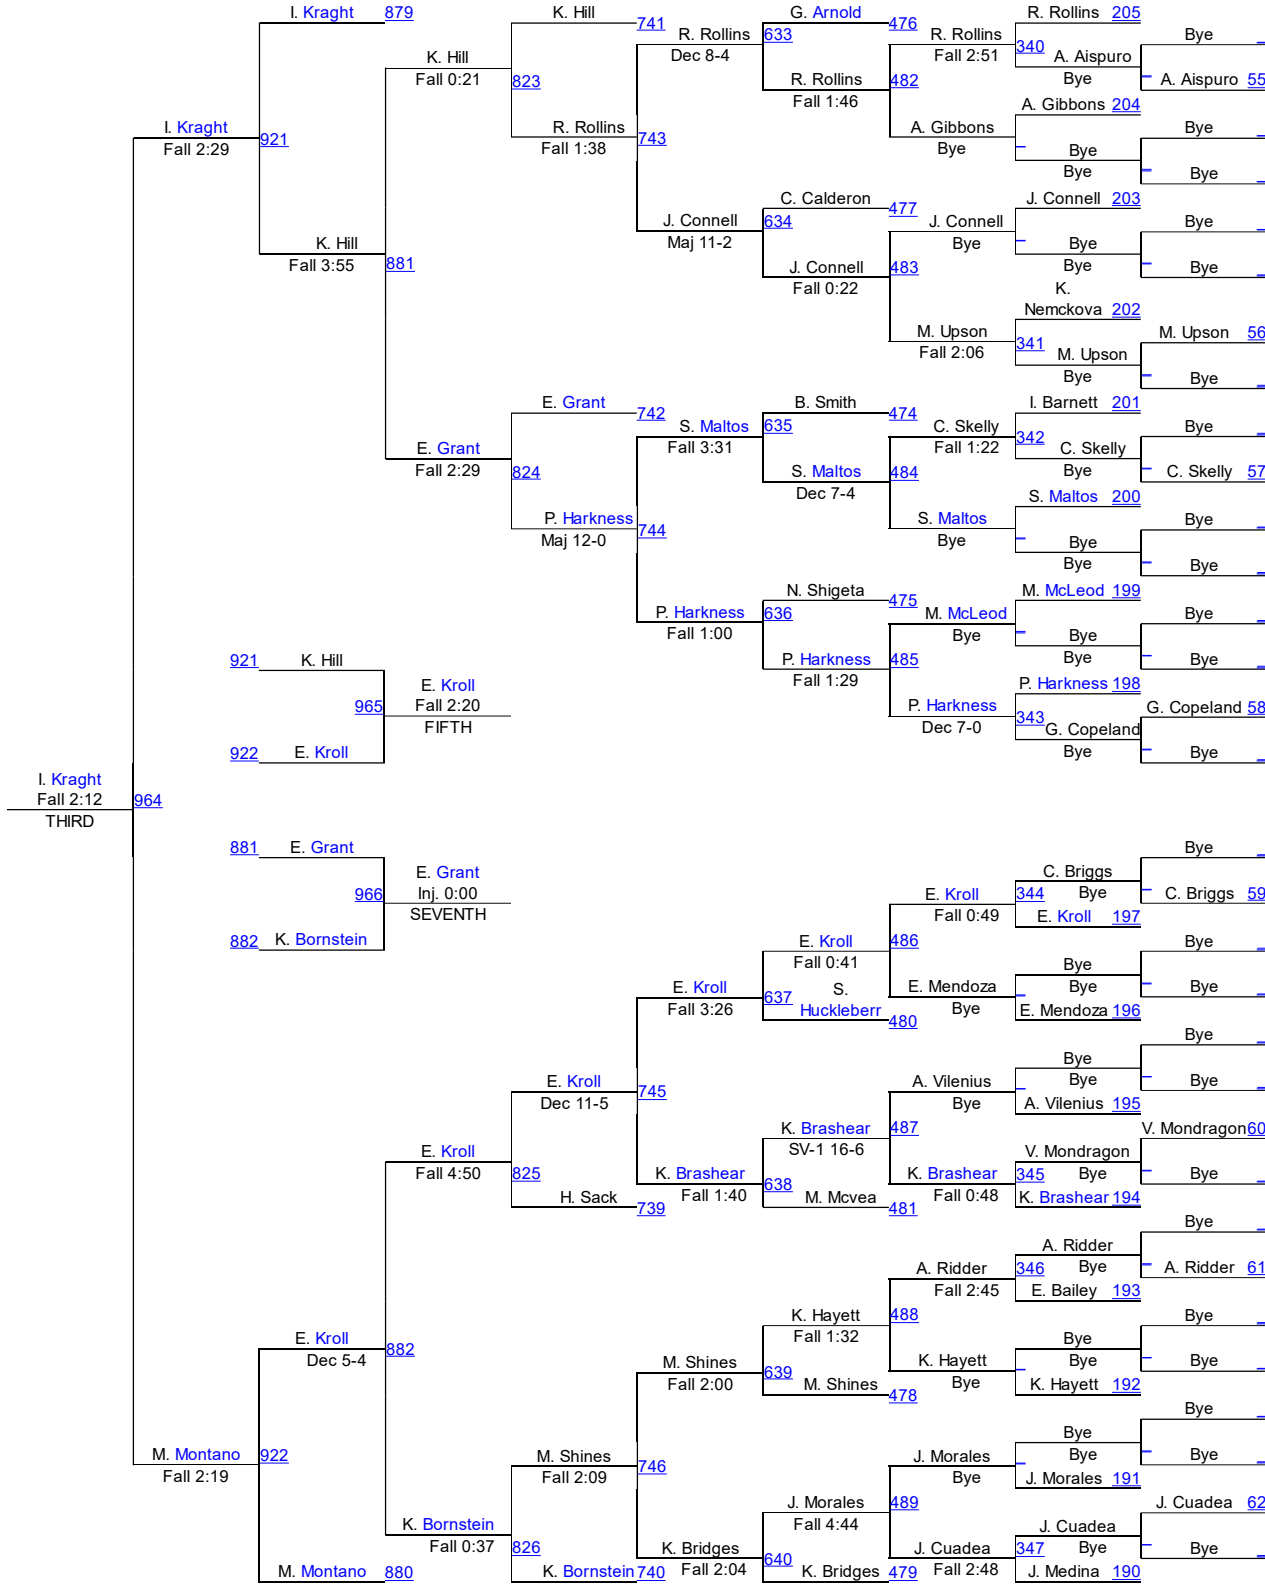 I. Kraght 879
K. Hill 741
G. Arnold 476
R. Rollins 205
R. Rollins 633
Dec 8-4
R. Rollins
Fall 2:51
340
Bye
K. Hill
Fall 0:21
823
A. Aispuro
Bye
R. Rollins 482
Fall 1:46
A. Aispuro 55
A. Gibbons 204
I. Kraght
Fall 2:29
921
R. Rollins
Fall 1:38
743
A. Gibbons
Bye
Bye
Bye
Bye
Bye
C. Calderon 477
J. Connell 203
J. Connell
Maj 11-2
634
J. Connell
Bye
Bye
K. Hill
Fall 3:55
881
Bye
Bye
J. Connell 483
Fall 0:22
Bye
K.
Nemckova 202
M. Upson
Fall 2:06
341
M. Upson 56
M. Upson
Bye
Bye
E. Grant 742
B. Smith 474
I. Barnett 201
S. Maltos
Fall 3:31
635
C. Skelly
Fall 1:22
342
Bye
E. Grant
Fall 2:29
824
C. Skelly
Bye
S. Maltos 484
Dec 7-4
C. Skelly 57
S. Maltos 200
P. Harkness
Maj 12-0
744
S. Maltos
Bye
Bye
Bye
Bye
Bye
N. Shigeta 475
M. McLeod 199
P. Harkness
Fall 1:00
636
M. McLeod
Bye
Bye
Bye
Bye
921 K. Hill
P. Harkness 485
Fall 1:29
Bye
E. Kroll
Fall 2:20
965
FIFTH
P. Harkness 198
P. Harkness
Dec 7-0
343
G. Copeland 58
G. Copeland
Bye
922 E. Kroll
Bye
I. Kraght
Fall 2:12
964
THIRD
881 E. Grant
Bye
E. Grant
966 Inj. 0:00
SEVENTH
C. Briggs
344 Bye
E. Kroll
Fall 0:49
C. Briggs 59
E. Kroll 197
882 K. Bornstein
E. Kroll
Fall 0:41
486
Bye
Bye
Bye
E. Kroll
Fall 3:26
637
S.
Huckleberr 480
E. Mendoza
Bye
Bye
E. Mendoza 196
Bye
Bye
Bye
E. Kroll
Dec 11-5
745
A. Vilenius
Bye
Bye
A. Vilenius 195
K. Brashear
SV-1 16-6
487
V. Mondragon 60
E. Kroll
Fall 4:50
825
K. Brashear
Fall 1:40
638
K. Brashear
Fall 0:48
V. Mondragon
345 Bye
Bye
H. Sack 739
M. Mcvea 481
K. Brashear 194
Bye
A. Ridder
346 Bye
A. Ridder
Fall 2:45
A. Ridder 61
E. Bailey 193
K. Hayett
Fall 1:32
488
Bye
E. Kroll
Dec 5-4
882
Bye
Bye
M. Shines
Fall 2:00
639
K. Hayett
Bye
Bye
M. Shines 478
K. Hayett 192
Bye
Bye
Bye
M. Montano
Fall 2:19
922
M. Shines
Fall 2:09
746
J. Morales
Bye
Bye
J. Morales 191
J. Morales
Fall 4:44
489
J. Cuadea 62
K. Bornstein
Fall 0:37
826
K. Bridges
Fall 2:04
640
J. Cuadea
Fall 2:48
J. Cuadea
347 Bye
Bye
M. Montano 880
K. Bornstein 740
K. Bridges 479
J. Medina 190